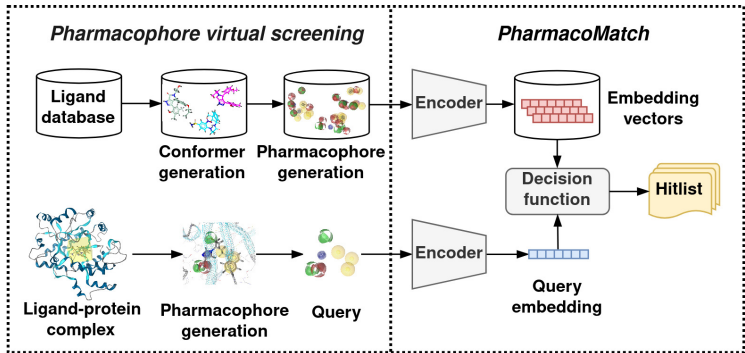 Pharmacophore virtual screening
PharmacoMatch
Ligand
database
Conformer
generation
Pharmacophore
generation
Encoder
Embedding
vectors
Decision
function
Hitlist
Ligand-protein
complex
Pharmacophore
generation
Query
Encoder
Query
embedding